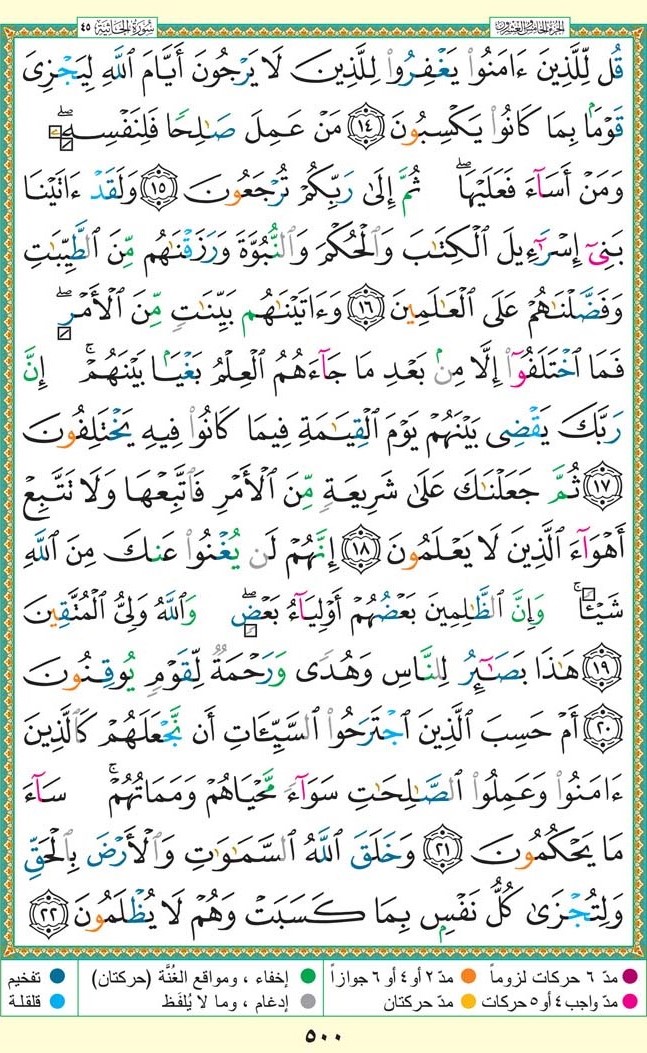 الجزء الخامس والعشرون
سُورَةُ الجَاثِيَة ٤٥
قُل لِّلَّذِينَ ءَامَنُوا۟ يَغْفِرُوا۟ لِلَّذِينَ لَا يَرْجُونَ أَيَّامَ ٱللَّهِ لِيَجْزِىَ
قَوْمًۢا بِمَا كَانُوا۟ يَكْسِبُونَ ١٤ مَنْ عَمِلَ صَٰلِحًا فَلِنَفْسِهِۦۖ
وَمَنْ أَسَآءَ فَعَلَيْهَاۖ ثُمَّ إِلَىٰ رَبِّكُمْ تُرْجَعُونَ ١٥ وَلَقَدْ ءَاتَيْنَا
بَنِىٓ إِسْرَٰٓءِيلَ ٱلْكِتَٰبَ وَٱلْحُكْمَ وَٱلنُّبُوَّةَ وَرَزَقْنَٰهُم مِّنَ ٱلطَّيِّبَٰتِ
وَفَضَّلْنَٰهُمْ عَلَى ٱلْعَٰلَمِينَ ١٦ وَءَاتَيْنَٰهُم بَيِّنَٰتٍ مِّنَ ٱلْأَمْرِۖ
فَمَا ٱخْتَلَفُوٓا۟ إِلَّا مِنۢ بَعْدِ مَا جَآءَهُمُ ٱلْعِلْمُ بَغْيًۢا بَيْنَهُمْۚ إِنَّ
رَبَّكَ يَقْضِى بَيْنَهُمْ يَوْمَ ٱلْقِيَٰمَةِ فِيمَا كَانُوا۟ فِيهِ يَخْتَلِفُونَ
١٧ ثُمَّ جَعَلْنَٰكَ عَلَىٰ شَرِيعَةٍ مِّنَ ٱلْأَمْرِ فَٱتَّبِعْهَا وَلَا تَتَّبِعْ
أَهْوَآءَ ٱلَّذِينَ لَا يَعْلَمُونَ ١٨ إِنَّهُمْ لَن يُغْنُوا۟ عَنكَ مِنَ ٱللَّهِ
شَيْـًٔاۚ وَإِنَّ ٱلظَّٰلِمِينَ بَعْضُهُمْ أَوْلِيَآءُ بَعْضٍۖ وَٱللَّهُ وَلِىُّ ٱلْمُتَّقِينَ
١٩ هَٰذَا بَصَٰٓئِرُ لِلنَّاسِ وَهُدًى وَرَحْمَةٌ لِّقَوْمٍ يُوقِنُونَ
٢٠ أَمْ حَسِبَ ٱلَّذِينَ ٱجْتَرَحُوا۟ ٱلسَّيِّـَٔاتِ أَن نَّجْعَلَهُمْ كَٱلَّذِينَ
ءَامَنُوا۟ وَعَمِلُوا۟ ٱلصَّٰلِحَٰتِ سَوَآءً مَّحْيَاهُمْ وَمَمَاتُهُمْۚ سَآءَ
مَا يَحْكُمُونَ ٢١ وَخَلَقَ ٱللَّهُ ٱلسَّمَٰوَٰتِ وَٱلْأَرْضَ بِٱلْحَقِّ
وَلِتُجْزَىٰ كُلُّ نَفْسٍۭ بِمَا كَسَبَتْ وَهُمْ لَا يُظْلَمُونَ ٢٢
مدّ ٦ حركات لزوماً مدّ ٢ أو ٤ أو ٦ جوازاً إخفاء ، ومواقع الغُنَّة (حركتان) تفخيم
مدّ واجب ٤ أو ٥ حركات مدّ حركتان إدغام ، وما لا يُلفَظ قلقلة
٥٠٠